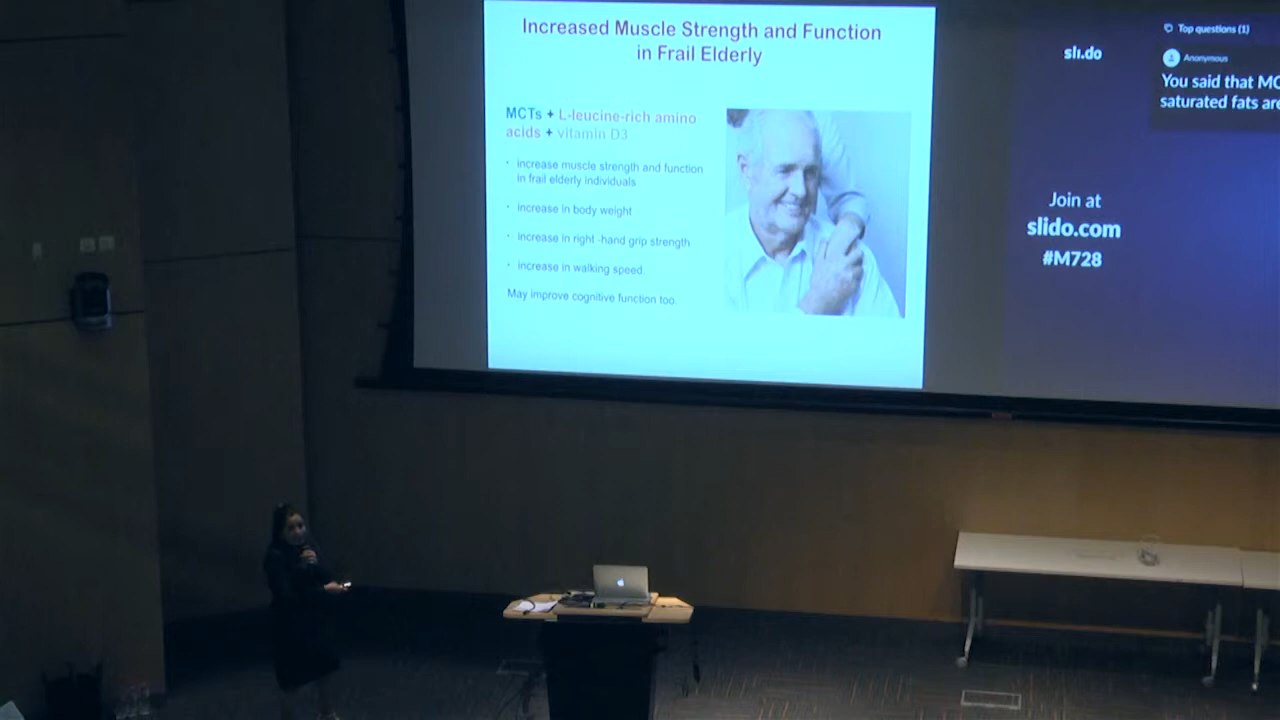 Increased Muscle Strength and Function
in Frail Elderly
MCTs + L-leucine-rich amino
acids + vitamin D3
· increase muscle strength and function
in frail elderly individuals
· increase in body weight
· increase in right -hand grip strength
· increase in walking speed
May improve cognitive function too.
sli.do
Join at
slido.com
#M728
Top questions (1)
Anonymous
You said that MC
saturated fats are